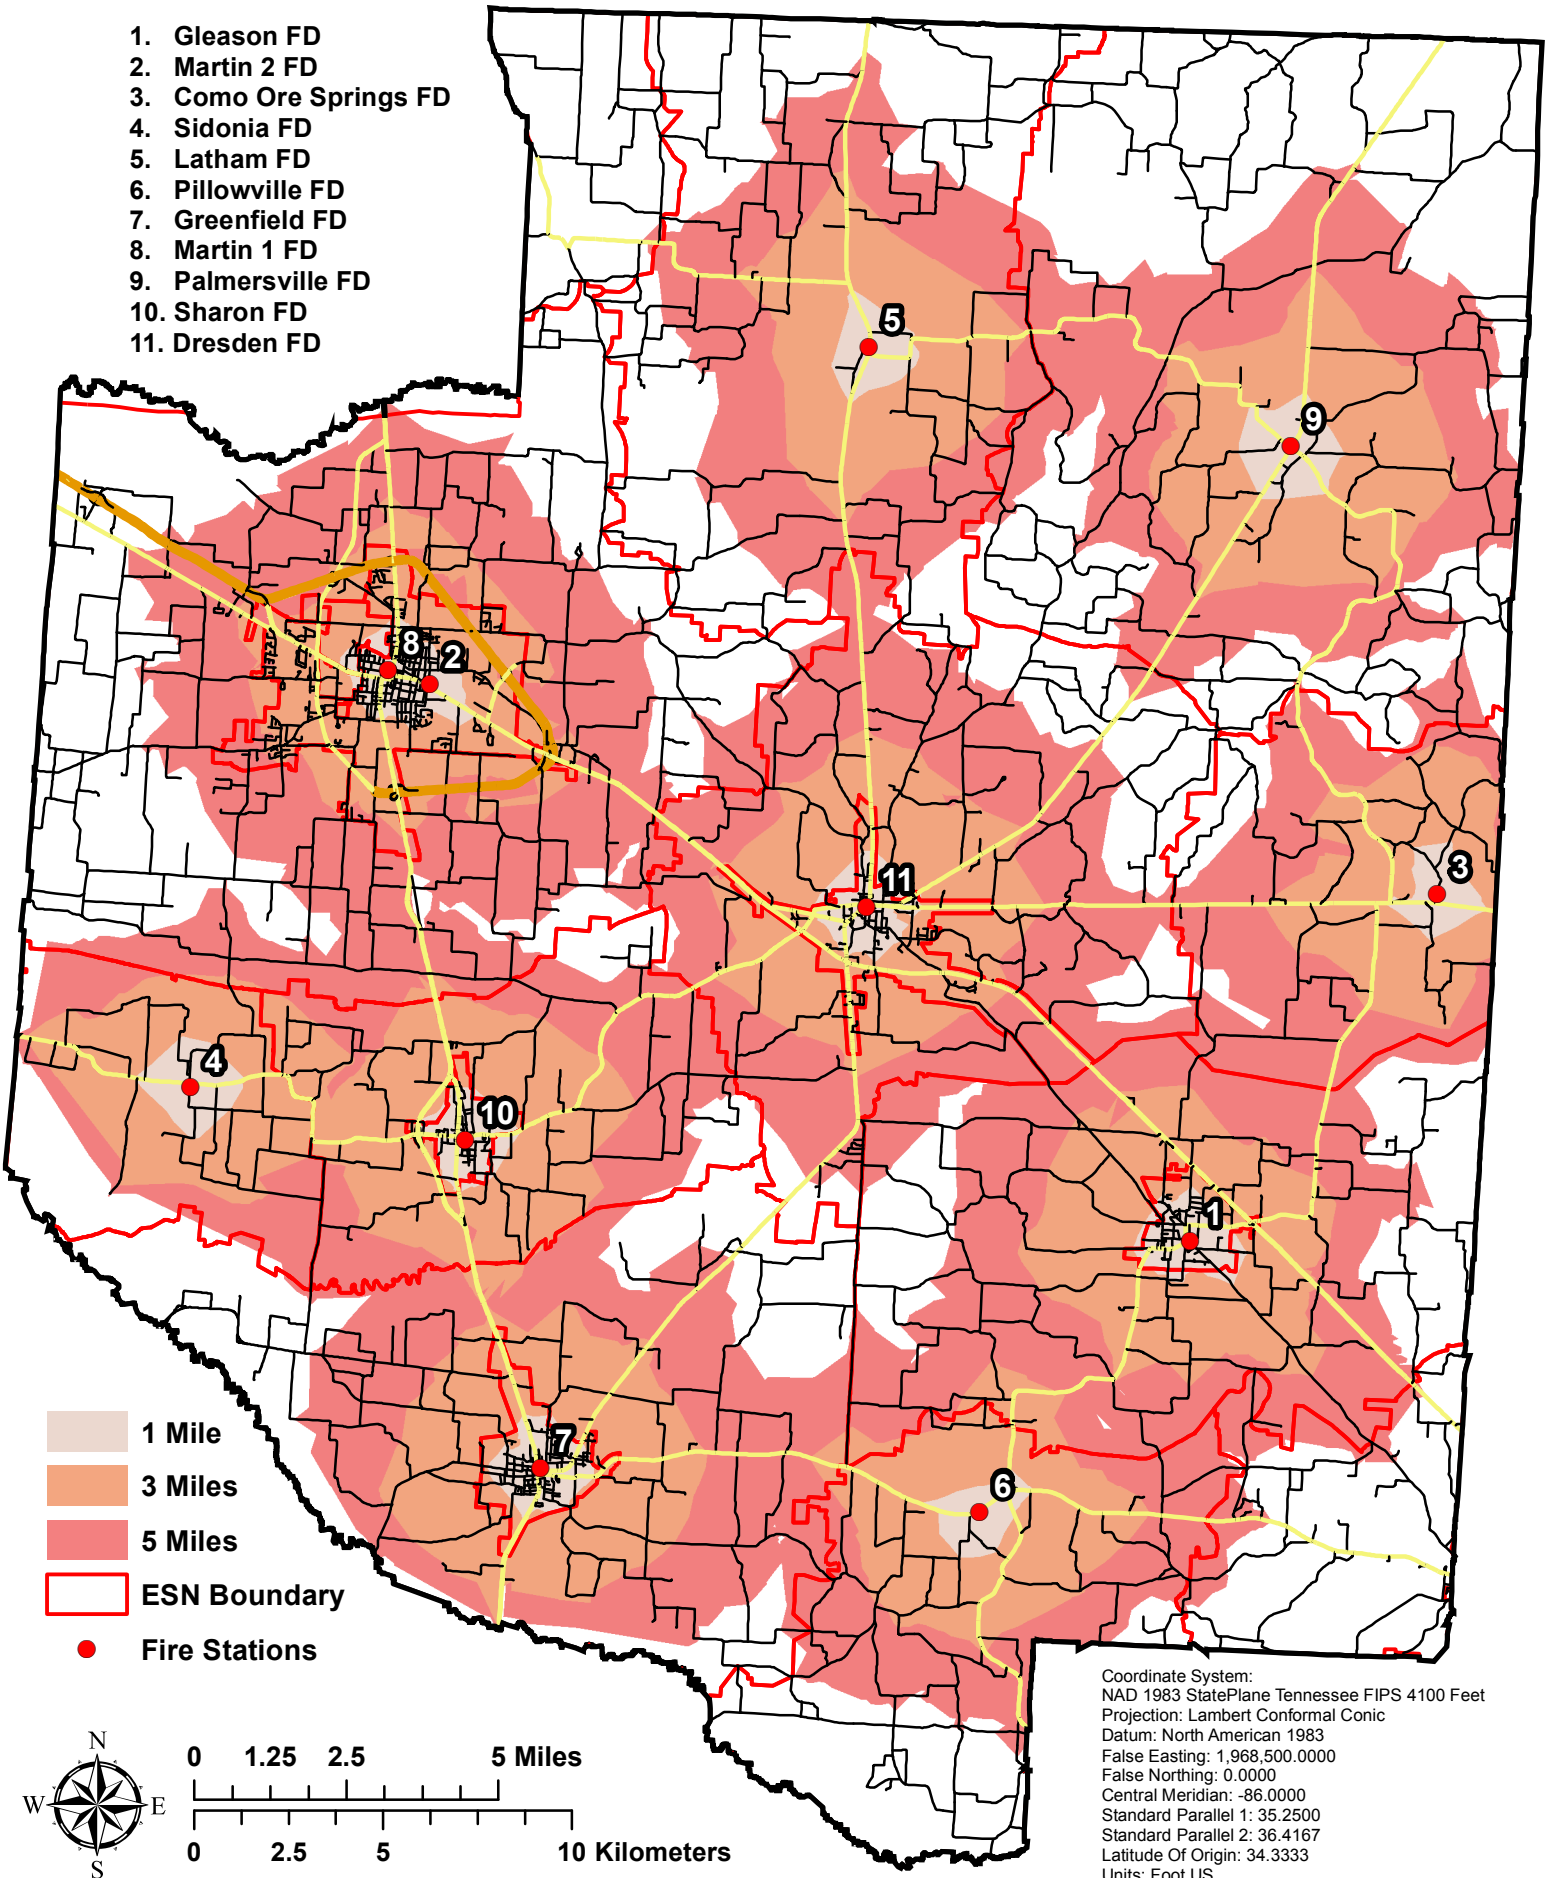 1. Gleason FD
2. Martin 2 FD
3. Como Ore Springs FD
4. Sidonia FD
5. Latham FD
6. Pillowville FD
7. Greenfield FD
8. Martin 1 FD
9. Palmersville FD
10. Sharon FD
11. Dresden FD
5
9
8
2
11
3
4
10
1
7
6
1 Mile
3 Miles
5 Miles
ESN Boundary
Fire Stations
N
W E
S
0 1.25 2.5 5 Miles
0 2.5 5 10 Kilometers
Coordinate System:
NAD 1983 StatePlane Tennessee FIPS 4100 Feet
Projection: Lambert Conformal Conic
Datum: North American 1983
False Easting: 1,968,500.0000
False Northing: 0.0000
Central Meridian: -86.0000
Standard Parallel 1: 35.2500
Standard Parallel 2: 36.4167
Latitude Of Origin: 34.3333
Units: Foot US